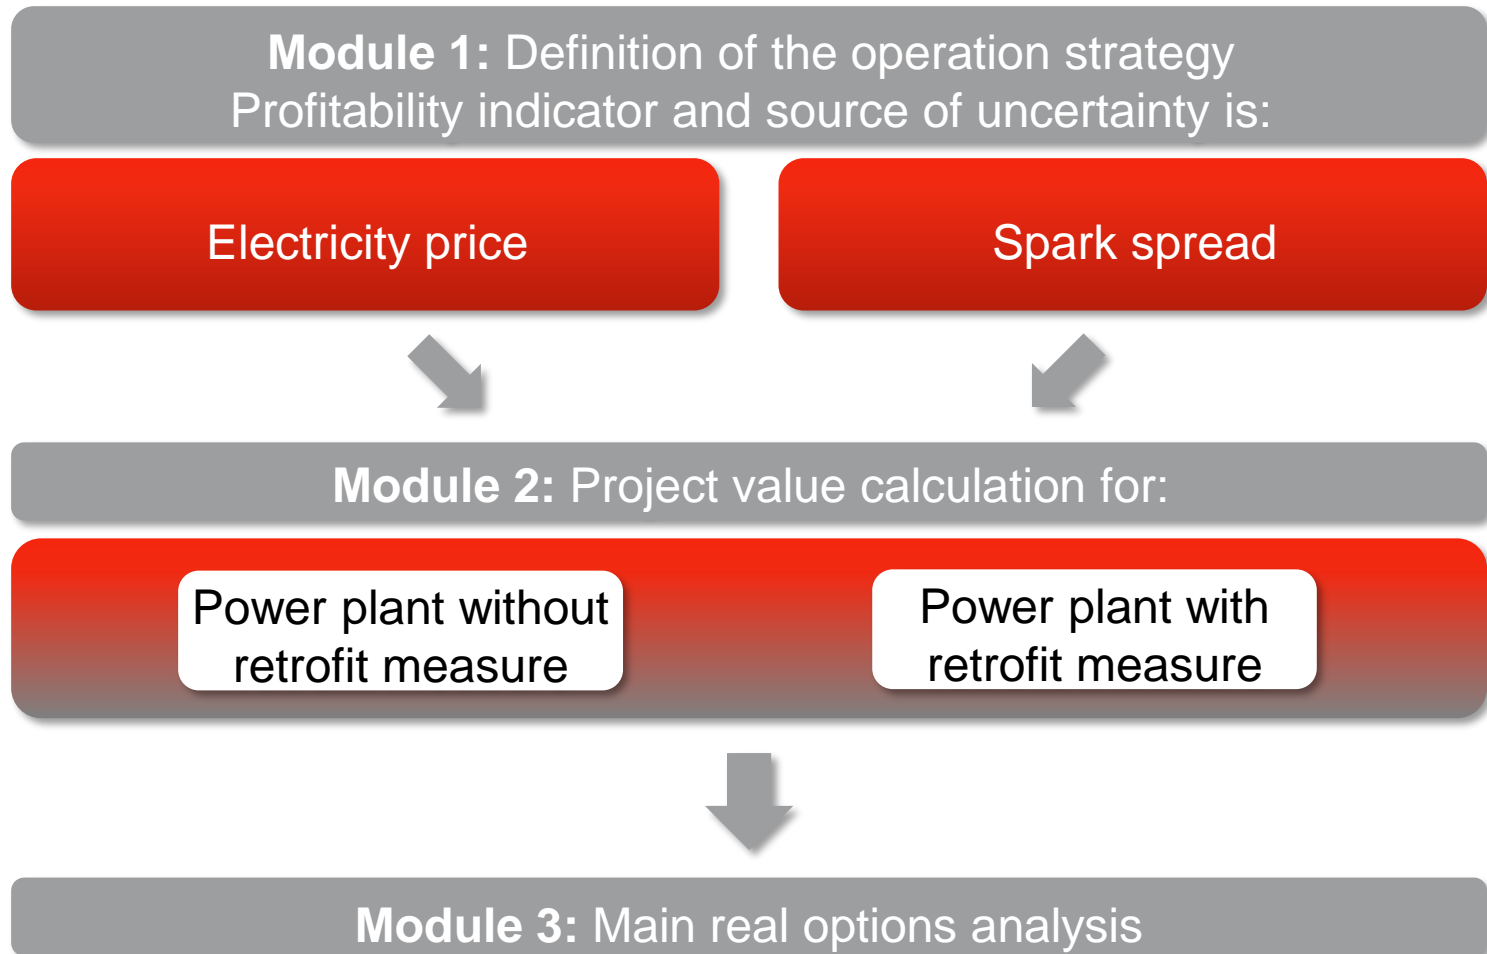 Module 1: Definition of the operation strategy
Profitability indicator and source of uncertainty is:
Electricity price
Spark spread
Module 2: Project value calculation for:
Power plant without
retrofit measure
Power plant with
retrofit measure
Module 3: Main real options analysis